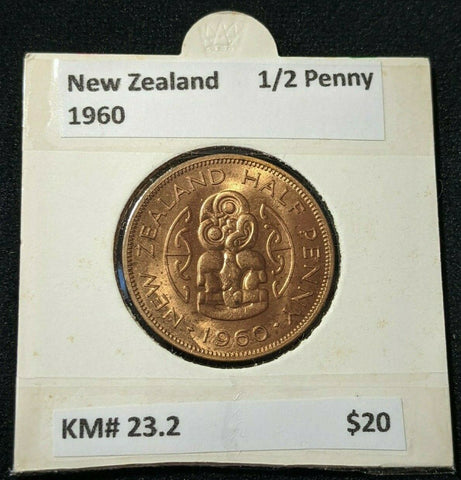 New Zealand 1/2 Penny
1960
NEW ZEALAND HALF PENNY
·1960·
KM# 23.2 $20